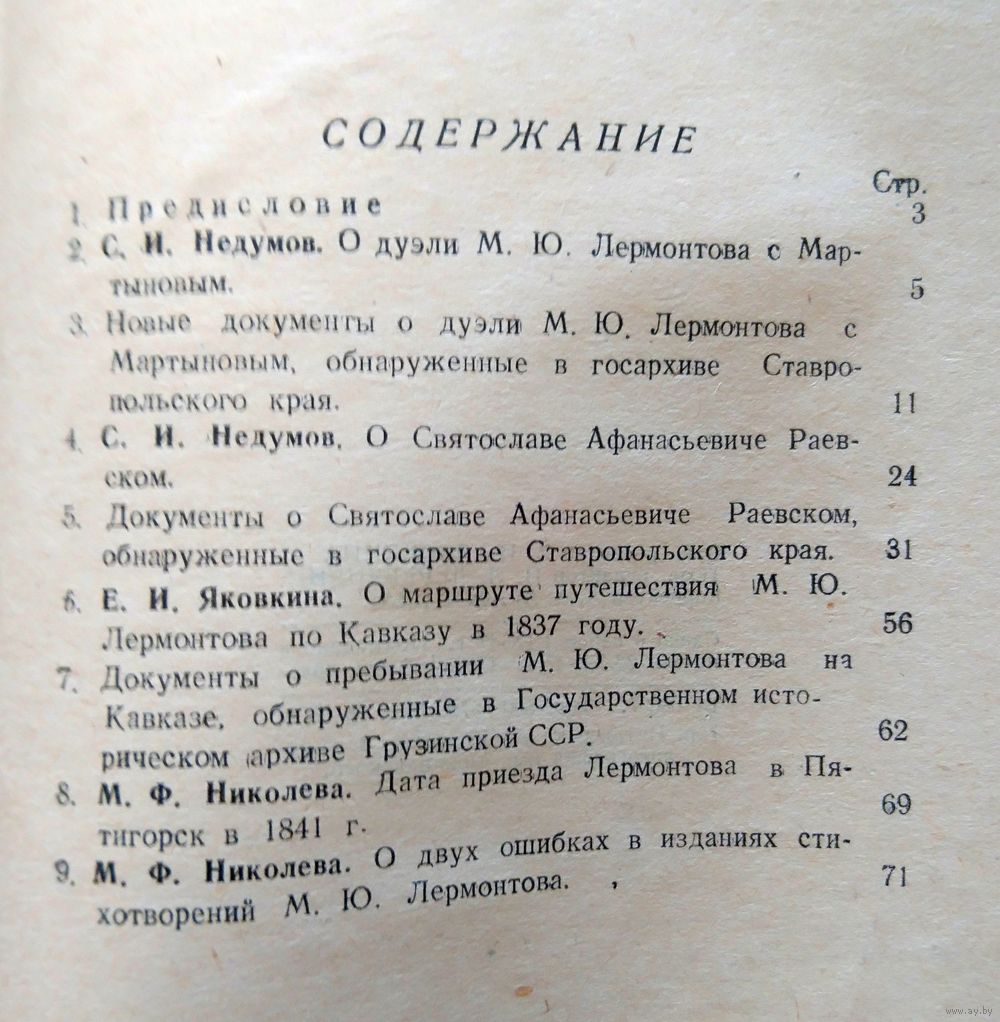 СОДЕРЖАНИЕ
Стр.
1. Предисловие 3
2. С. И. Недумов. О дуэли М. Ю. Лермонтова с Мар-
тыновым. 5
3. Новые документы о дуэли М. Ю. Лермонтова с
Мартыновым, обнаруженные в госархиве Ставро-
польского края. 11
4. С. И. Недумов. О Святославе Афанасьевиче Раев-
ском. 24
5. Документы о Святославе Афанасьевиче Раевском,
обнаруженные в госархиве Ставропольского края. 31
6. Е. И. Яковкина. О маршруте путешествия М. Ю.
Лермонтова по Кавказу в 1837 году. 56
7. Документы о пребывании М. Ю. Лермонтова на
Кавказе, обнаруженные в Государственном исто-
рическом архиве Грузинской ССР. 62
8. М. Ф. Николева. Дата приезда Лермонтова в Пя-
тигорск в 1841 г. 69
9. М. Ф. Николева. О двух ошибках в изданиях сти-
хотворений М. Ю. Лермонтова. 71
www.ay.by